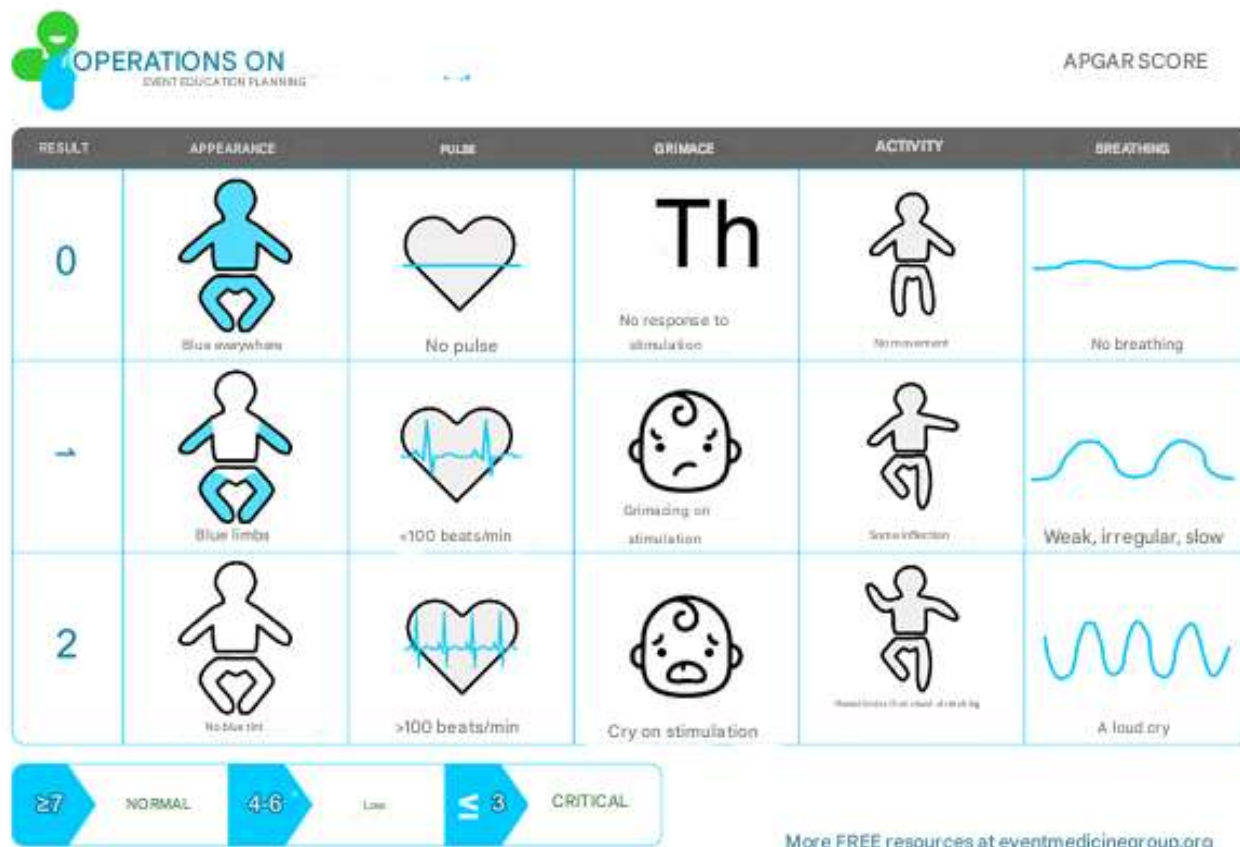 OPERATIONS ON
EVENT EDUCATION PLANNING
APGAR SCORE
RESULT APPEARANCE PULSE GRIMACE ACTIVITY BREATHING
0
Th
Blue everywhere
No pulse
No response to
stimulation
No movement
No breathing
1
Blue limbs
<100 beats/min
Grimacing on
stimulation
Some inflection
Weak, irregular, slow
2
No blue tint
>100 beats/min
Cry on stimulation
A loud cry
≥7 NORMAL 4-6 Low ≤ 3 CRITICAL
More FREE resources at eventmedicinegroup.org